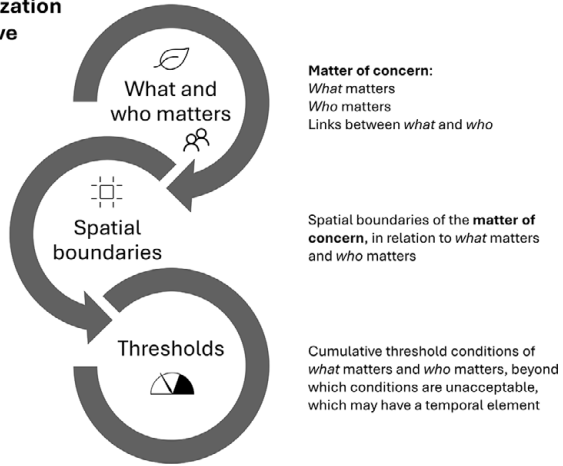 What and
who matters
Matter of concern:
What matters
Who matters
Links between what and who
Spatial
boundaries
Spatial boundaries of the matter of
concern, in relation to what matters
and who matters
Thresholds
Cumulative threshold conditions of
what matters and who matters, beyond
which conditions are unacceptable,
which may have a temporal element